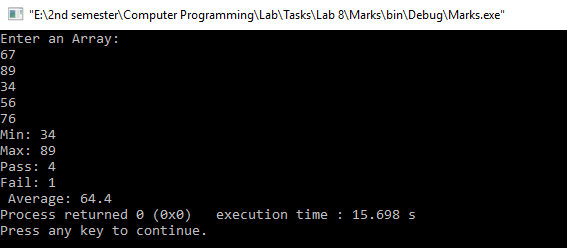 "E:\2nd semester\Computer Programming\Lab\Tasks\Lab 8\Marks\bin\Debug\Marks.exe"
Enter an Array:
67
89
34
56
76
Min: 34
Max: 89
Pass: 4
Fail: 1
 Average: 64.4
Process returned 0 (0x0)   execution time : 15.698 s
Press any key to continue.